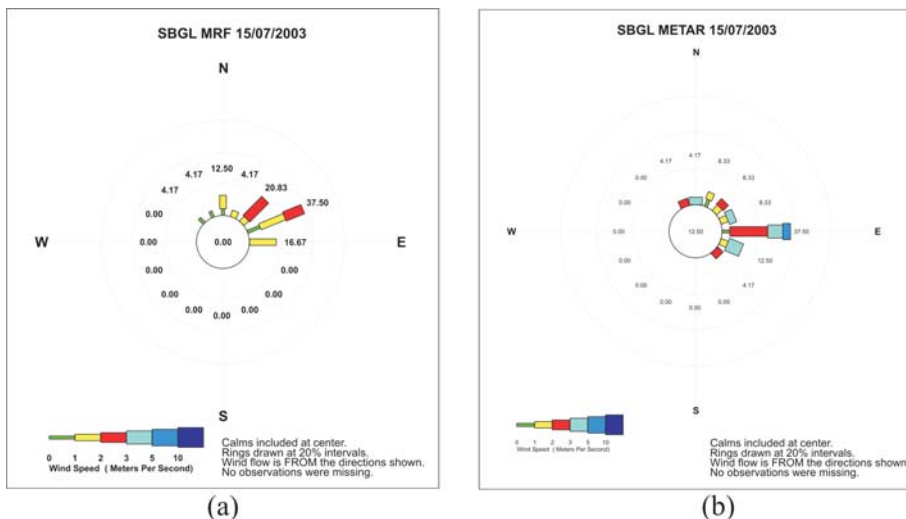 SBGL MRF 15/07/2003
N
12.50
4.17
4.17
20.83
4.17
37.50
0.00
W
0.00
0.00
16.67
E
0.00
0.00
0.00
0.00
0.00
0.00
0.00
S
0 1 2 3 5 10
Wind Speed ( Meters Per Second)
Calms included at center.
Rings drawn at 20% intervals.
Wind flow is FROM the directions shown.
No observations were missing.
(a)
SBGL METAR 15/07/2003
N
4.17
4.17
8.33
0.00
8.33
0.00
8.33
W
0.00
12.50
37.50
E
0.00
12.50
0.00
4.17
0.00
0.00
0.00
S
0 1 2 3 5 10
Wind Speed ( Meters Per Second)
Calms included at center.
Rings drawn at 20% intervals.
Wind flow is FROM the directions shown.
No observations were missing.
(b)